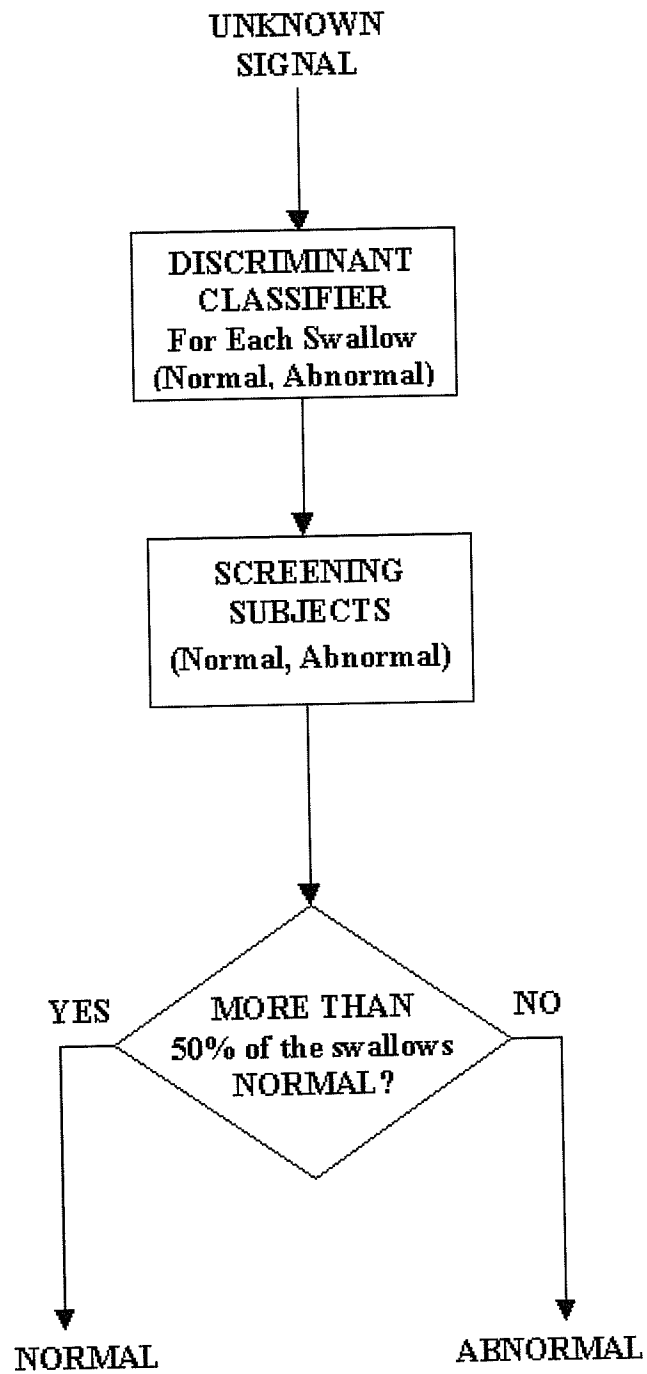 UNKNOWN
SIGNAL
DISCRIMINANT
CLASSIFIER
For Each Swallow
(Normal, Abnormal)
SCREENING
SUBJECTS
(Normal, Abnormal)
YES
NO
MORE THAN
50% of the swallows
NORMAL?
NORMAL
ABNORMAL